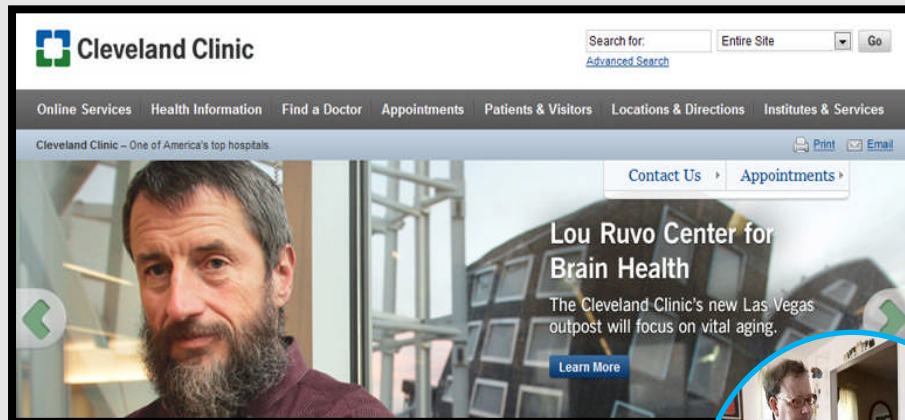 Cleveland Clinic
Search for:
Entire Site
Go
Advanced Search
Online Services Health Information Find a Doctor Appointments Patients & Visitors Locations & Directions Institutes & Services
Cleveland Clinic – One of America's top hospitals.
Print Email
Contact Us Appointments
Lou Ruvo Center for
Brain Health
The Cleveland Clinic's new Las Vegas
outpost will focus on vital aging.
Learn More